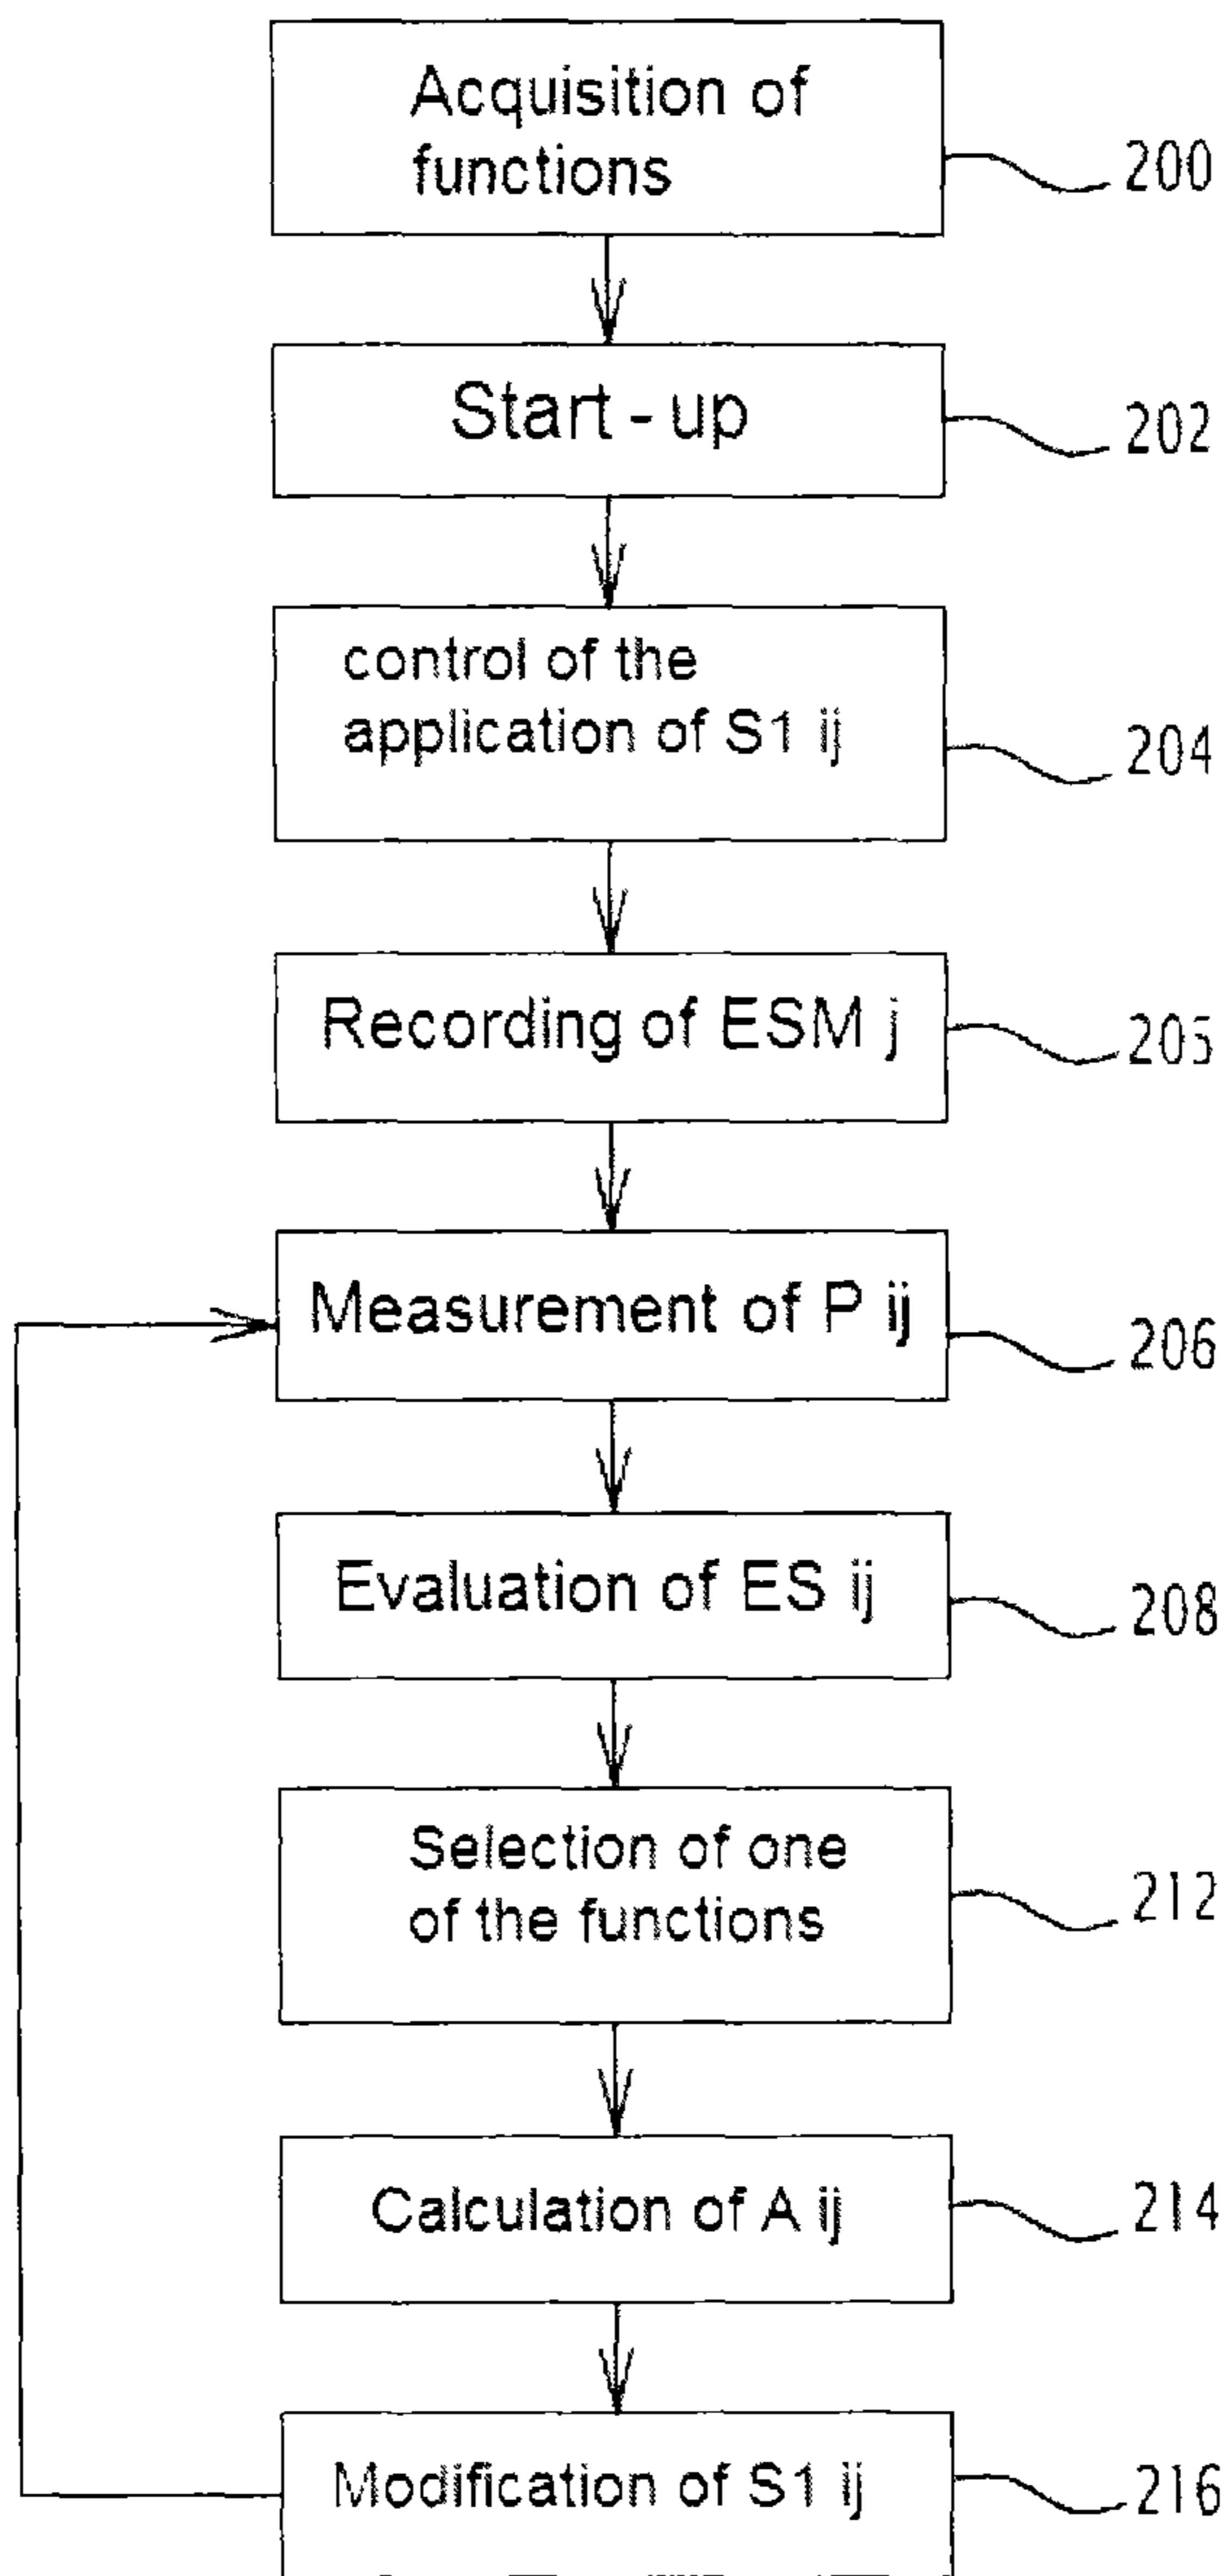 Acquisition of
functions
200
Start - up
202
control of the
application of S1 ij
204
Recording of ESM j
205
Measurement of P ij
206
Evaluation of ES ij
208
Selection of one
of the functions
212
Calculation of A ij
214
Modification of S1 ij
216